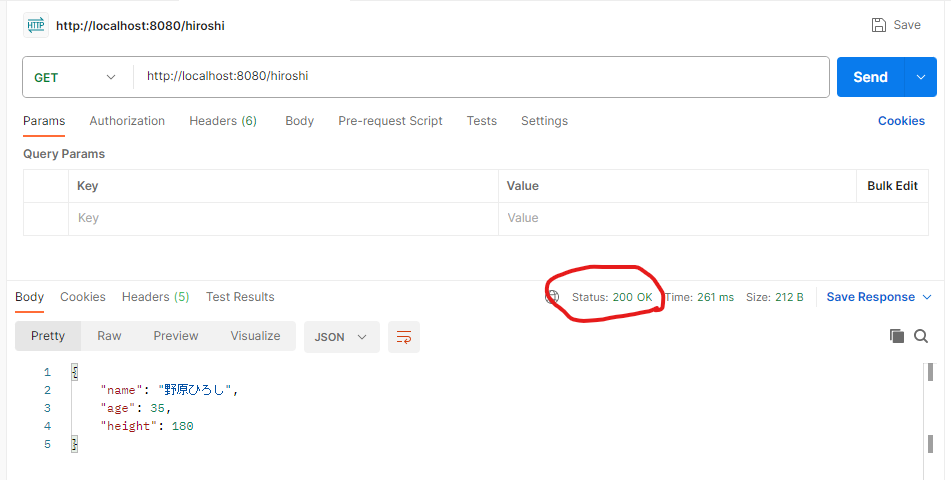 HTTP http://localhost:8080/hiroshi Save
GET http://localhost:8080/hiroshi Send
Params Authorization Headers (6) Body Pre-request Script Tests Settings Cookies
Query Params
Key Value Bulk Edit
Key Value
Body Cookies Headers (5) Test Results Status: 200 OK Time: 261 ms Size: 212 B Save Response
Pretty Raw Preview Visualize JSON
1 {
2 "name": "野原ひろし",
3 "age": 35,
4 "height": 180
5 }